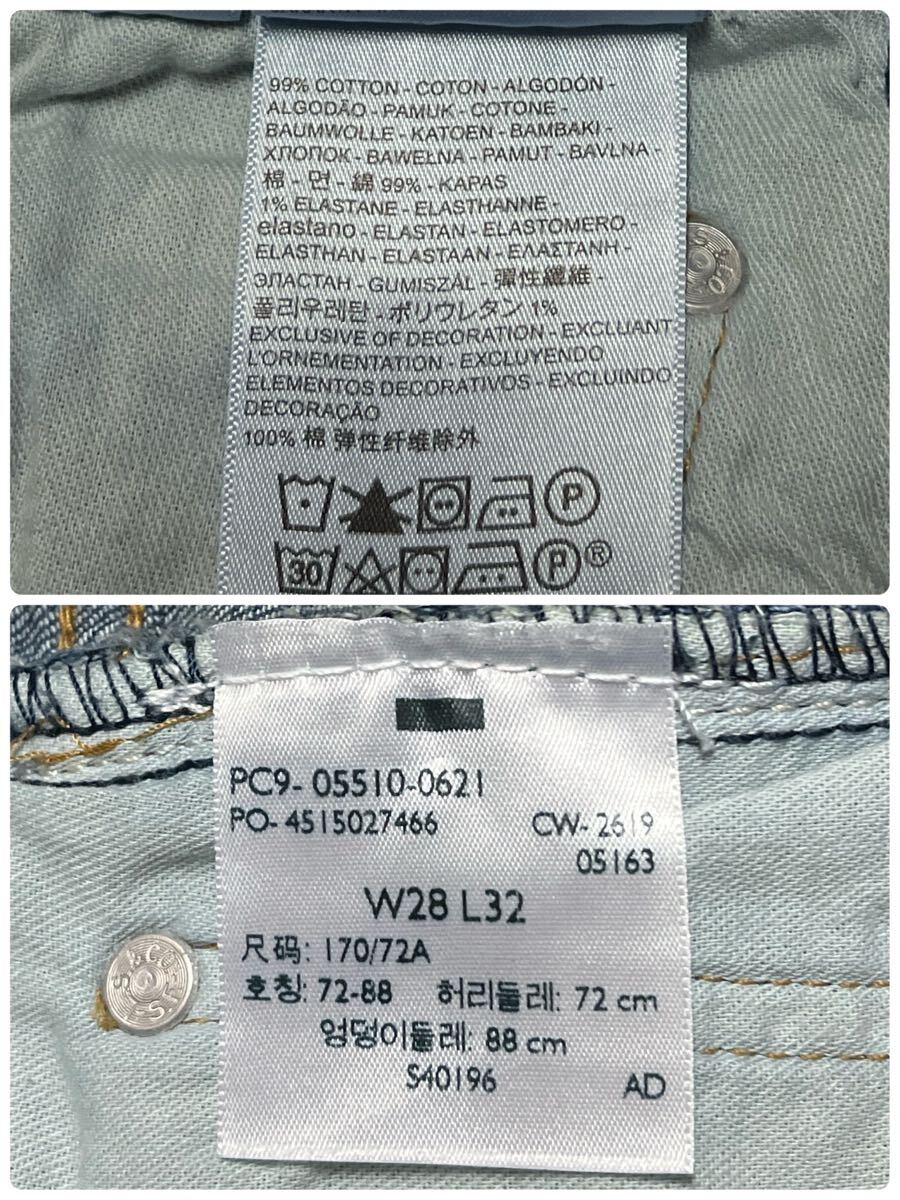 99% COTTON - COTON - ALGODÓN -
ALGODÃO - PAMUK - COTONE -
BAUMWOLLE - KATOEN - BAMBAKI -
ХЛОПОК - BAWEŁNA - PAMUT - BAVLNA -
棉 - 면 - 綿 99% - KAPAS
1% ELASTANE - ELASTHANNE -
elastano - ELASTAN - ELASTOMERO -
ELASTHAN - ELASTAAN - ΕΛΑΣΤΑΝΗ -
ЭЛАСТАН - GUMISZÁL - 彈性纖維 -
폴리우레탄 - ポリウレタン 1%
EXCLUSIVE OF DECORATION - EXCLUANT
L'ORNEMENTATION - EXCLUYENDO
ELEMENTOS DECORATIVOS - EXCLUINDO
DECORAÇÃO
100% 棉 弹性纤维除外
P
30 P ®
PC9- 05510-0621
PO- 4515027466 CW- 2619
05163
W28 L32
尺码: 170/72A
호칭: 72-88 허리둘레: 72 cm
엉덩이둘레: 88 cm
S40196 AD